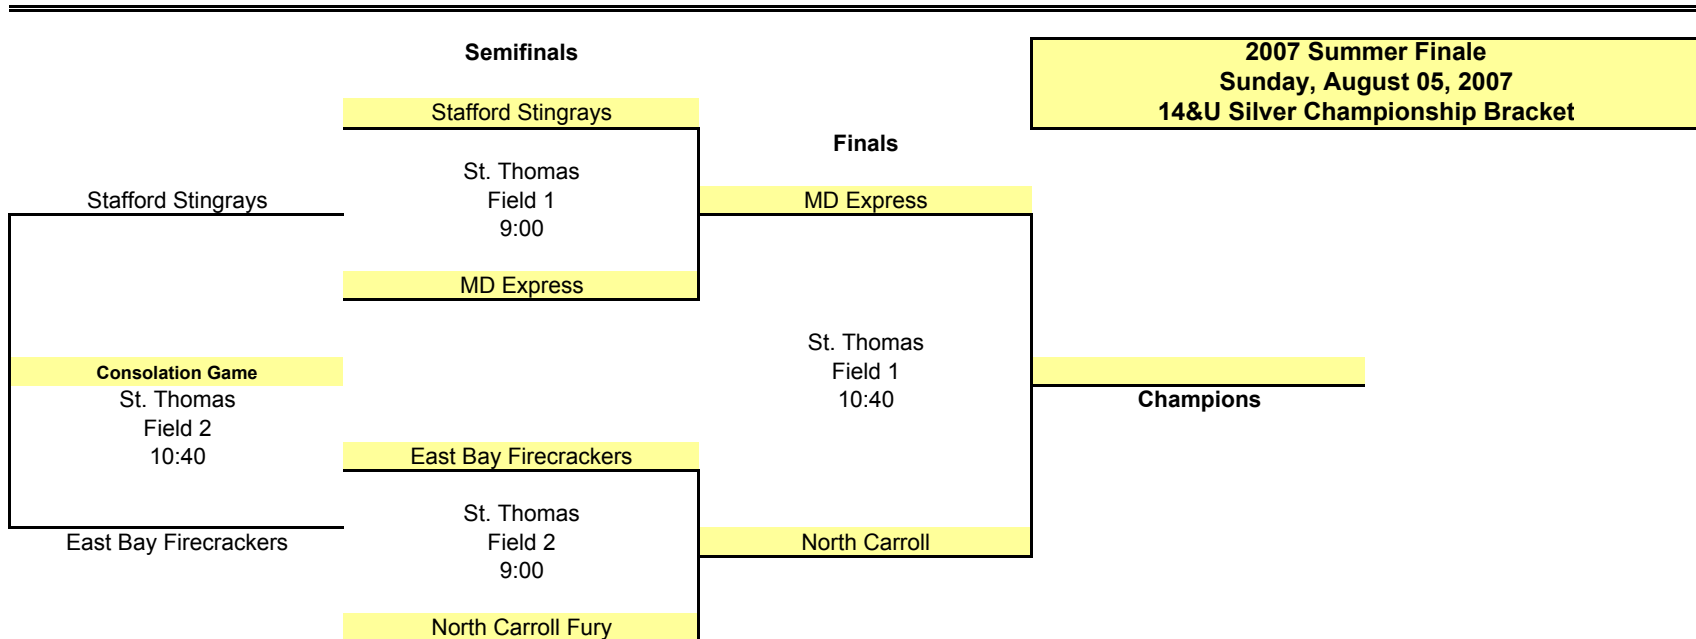 Semifinals
2007 Summer Finale
Sunday, August 05, 2007
14&U Silver Championship Bracket
Stafford Stingrays
Finals
St. Thomas
Field 1
9:00
Stafford Stingrays
MD Express
MD Express
St. Thomas
Field 1
10:40
Consolation Game
St. Thomas
Field 2
10:40
Champions
East Bay Firecrackers
St. Thomas
Field 2
9:00
East Bay Firecrackers
North Carroll
North Carroll Fury